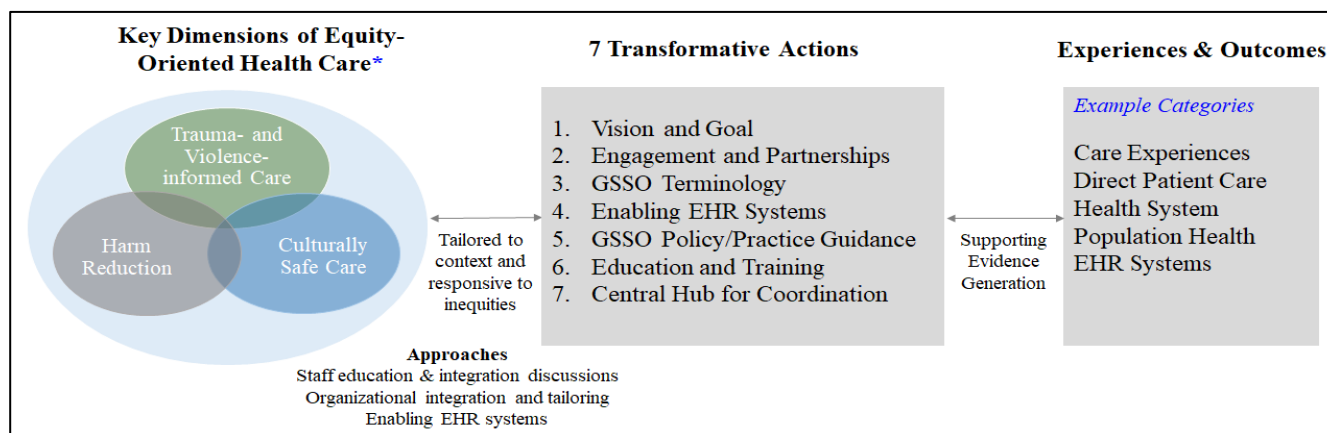 Key Dimensions of Equity-
Oriented Health Care*
Trauma- and
Violence-
informed Care
Harm
Reduction
Culturally
Safe Care
Tailored to
context and
responsive to
inequities
Approaches
Staff education & integration discussions
Organizational integration and tailoring
Enabling EHR systems
7 Transformative Actions
1. Vision and Goal
2. Engagement and Partnerships
3. GSSO Terminology
4. Enabling EHR Systems
5. GSSO Policy/Practice Guidance
6. Education and Training
7. Central Hub for Coordination
Supporting
Evidence
Generation
Experiences & Outcomes
Example Categories
Care Experiences
Direct Patient Care
Health System
Population Health
EHR Systems